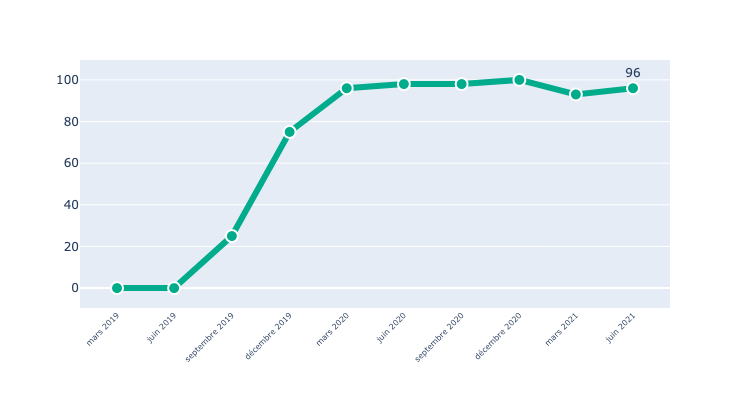 96
100
80
60
40
20
0
mars 2019
juin 2019
septembre 2019
décembre 2019
mars 2020
juin 2020
septembre 2020
décembre 2020
mars 2021
juin 2021